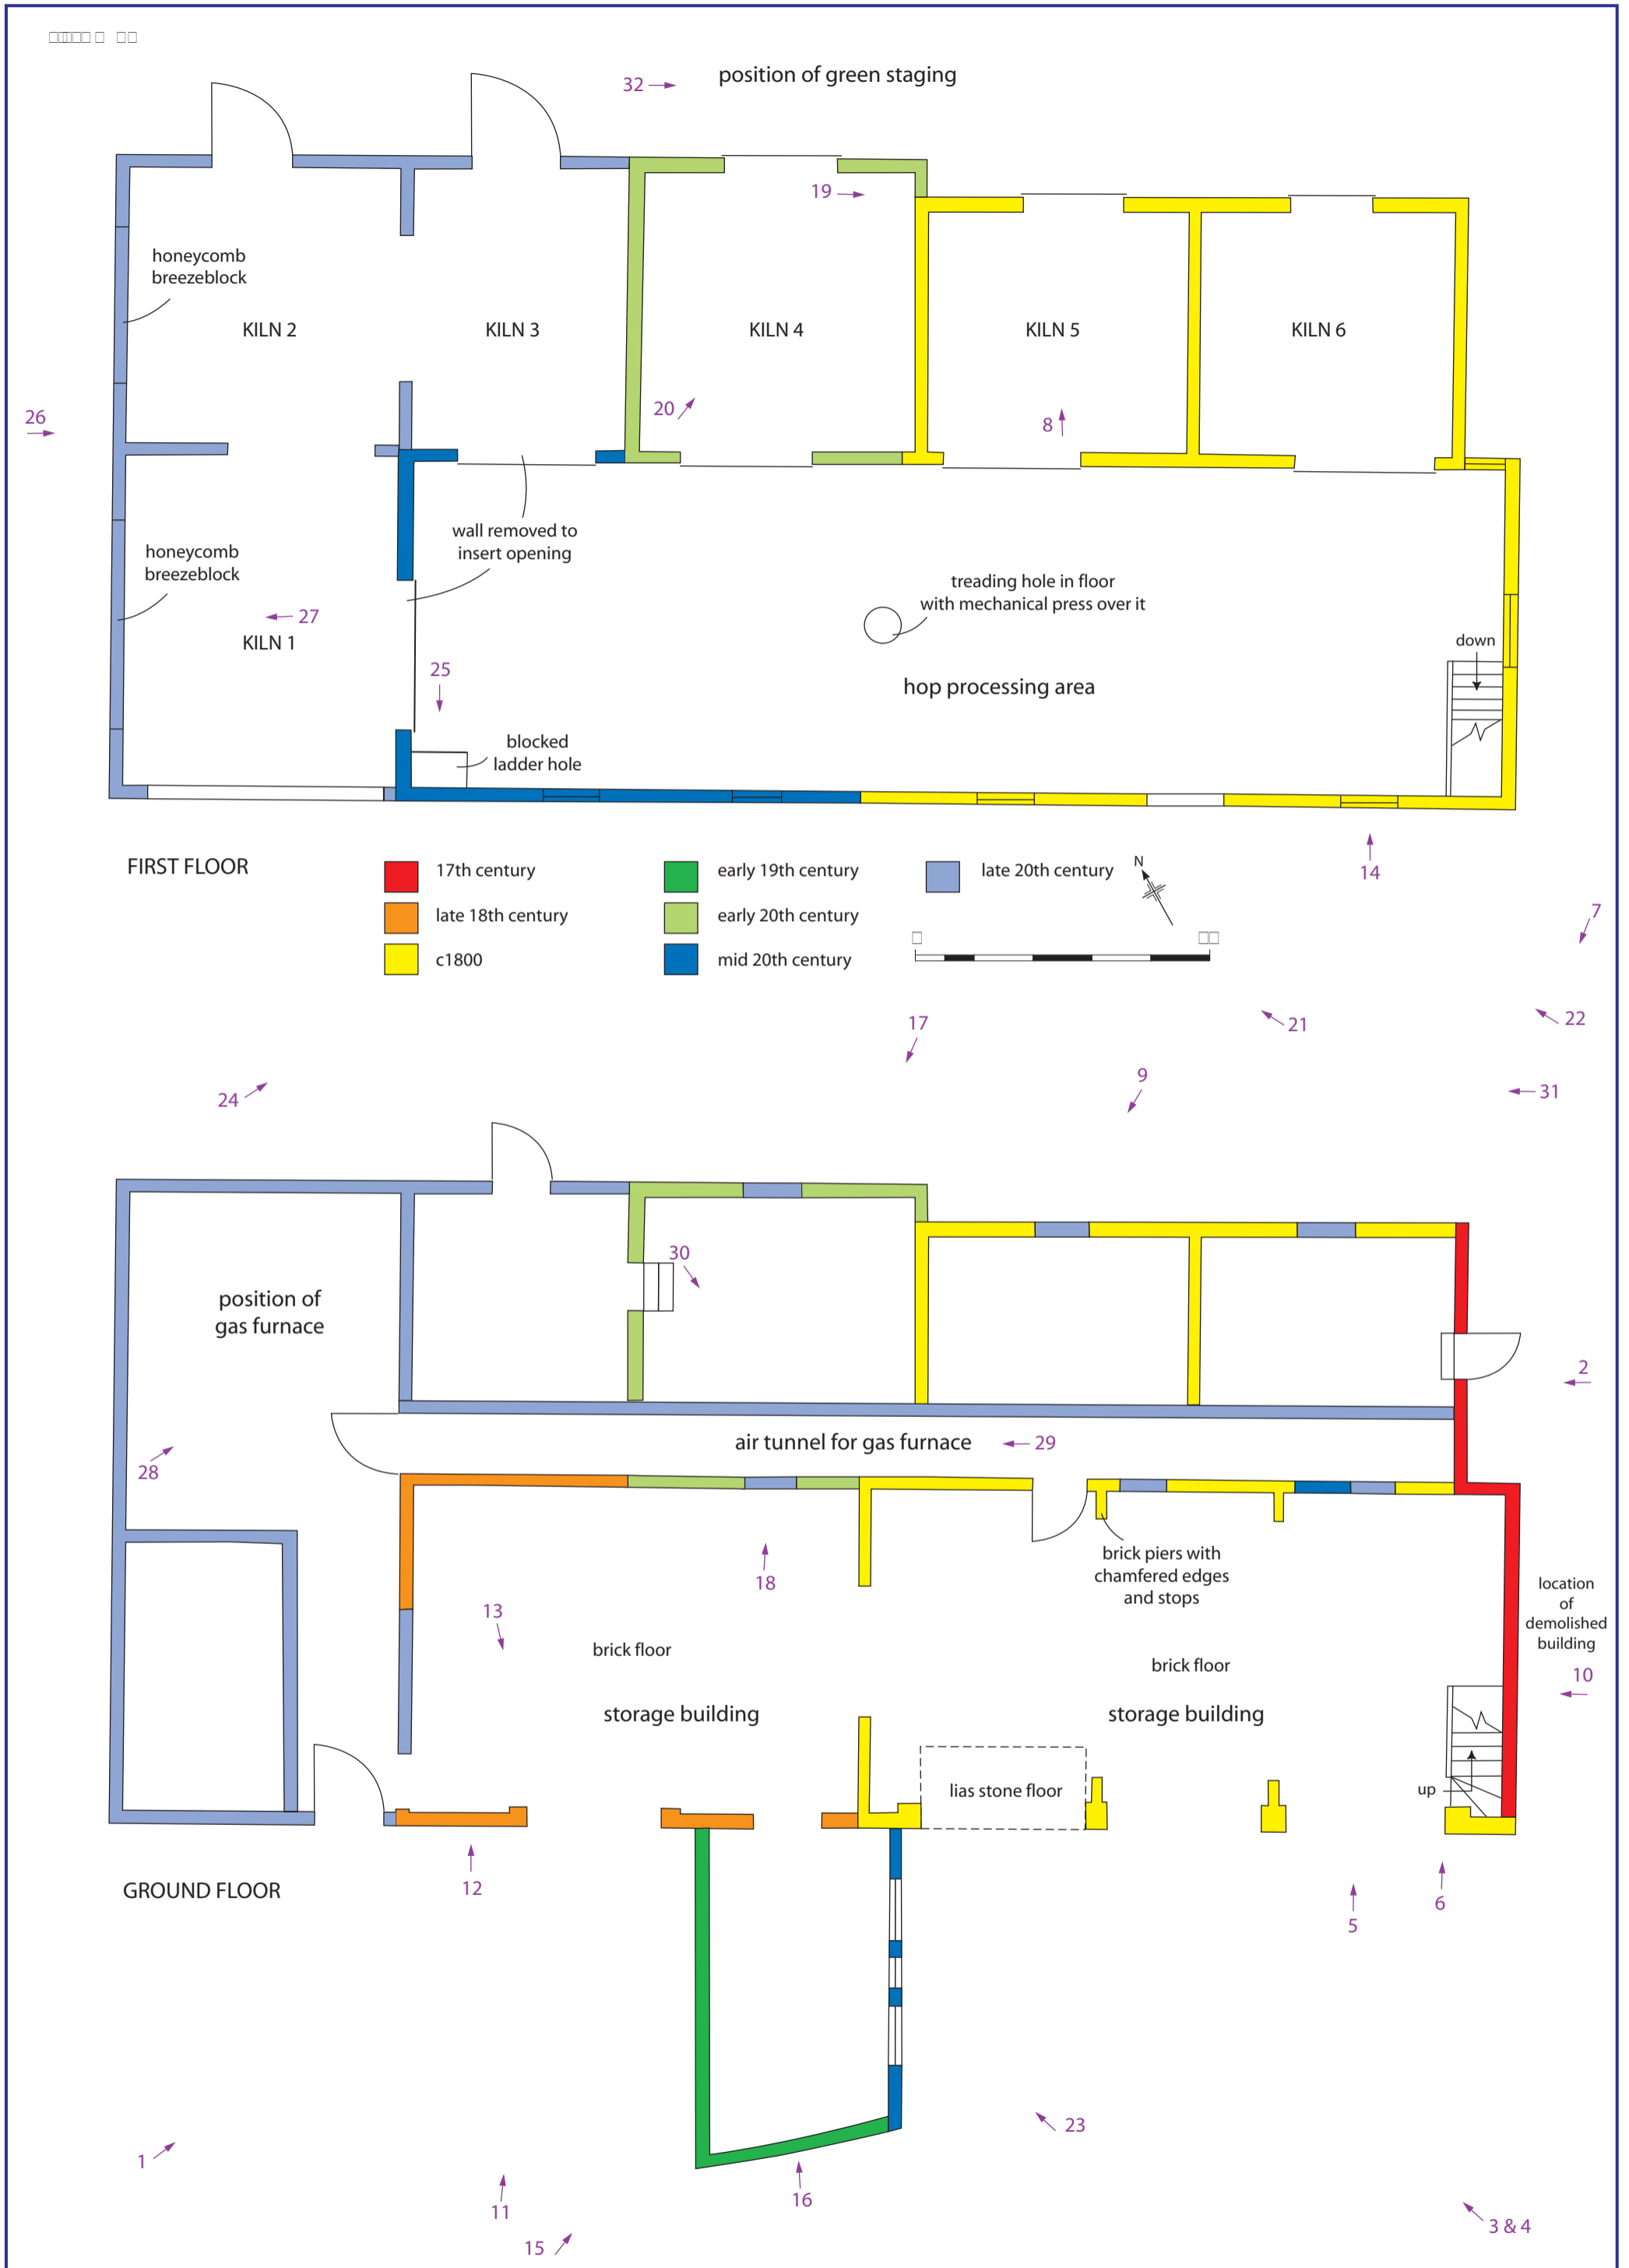 32
position of green staging
19
honeycomb
breezeblock
KILN 2
KILN 3
KILN 4
KILN 5
KILN 6
26
20
8
wall removed to
insert opening
honeycomb
breezeblock
treading hole in floor
with mechanical press over it
27
KILN 1
down
25
hop processing area
blocked
ladder hole
FIRST FLOOR
17th century
early 19th century
late 20th century
N
14
late 18th century
early 20th century
7
c1800
mid 20th century
17
21
22
24
9
31
30
position of
gas furnace
2
air tunnel for gas furnace
29
28
brick piers with
chamfered edges
and stops
18
location
of
demolished
building
13
brick floor
brick floor
10
storage building
storage building
lias stone floor
up
GROUND FLOOR
12
6
5
23
1
16
11
3 & 4
15